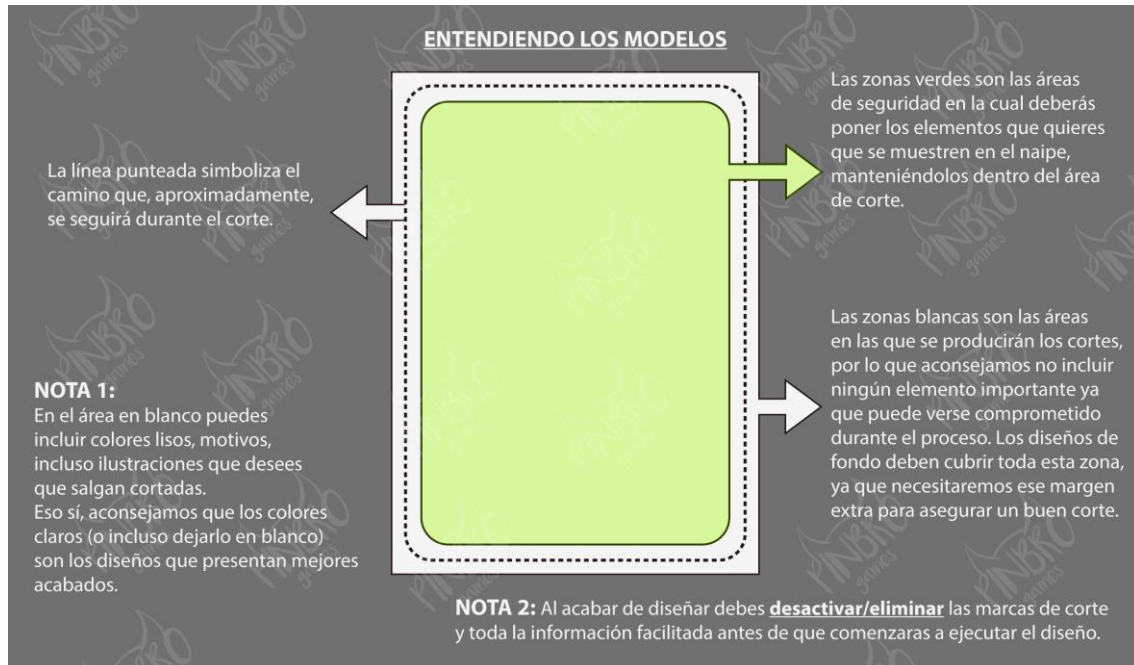 ENTENDIENDO LOS MODELOS
Las zonas verdes son las áreas
de seguridad en la cual deberás
poner los elementos que quieres
que se muestren en el naipe,
manteniéndolos dentro del área
de corte.
La línea punteada simboliza el
camino que, aproximadamente,
se seguirá durante el corte.
Las zonas blancas son las áreas
en las que se producirán los cortes,
por lo que aconsejamos no incluir
ningún elemento importante ya
que puede verse comprometido
durante el proceso. Los diseños de
fondo deben cubrir toda esta zona,
ya que necesitaremos ese margen
extra para asegurar un buen corte.
NOTA 1:
En el área en blanco puedes
incluir colores lisos, motivos,
incluso ilustraciones que desees
que salgan cortadas.
Eso sí, aconsejamos que los colores
claros (o incluso dejarlo en blanco)
son los diseños que presentan mejores
acabados.
NOTA 2: Al acabar de diseñar debes desactivar/eliminar las marcas de corte
y toda la información facilitada antes de que comenzaras a ejecutar el diseño.
PINBRO
games